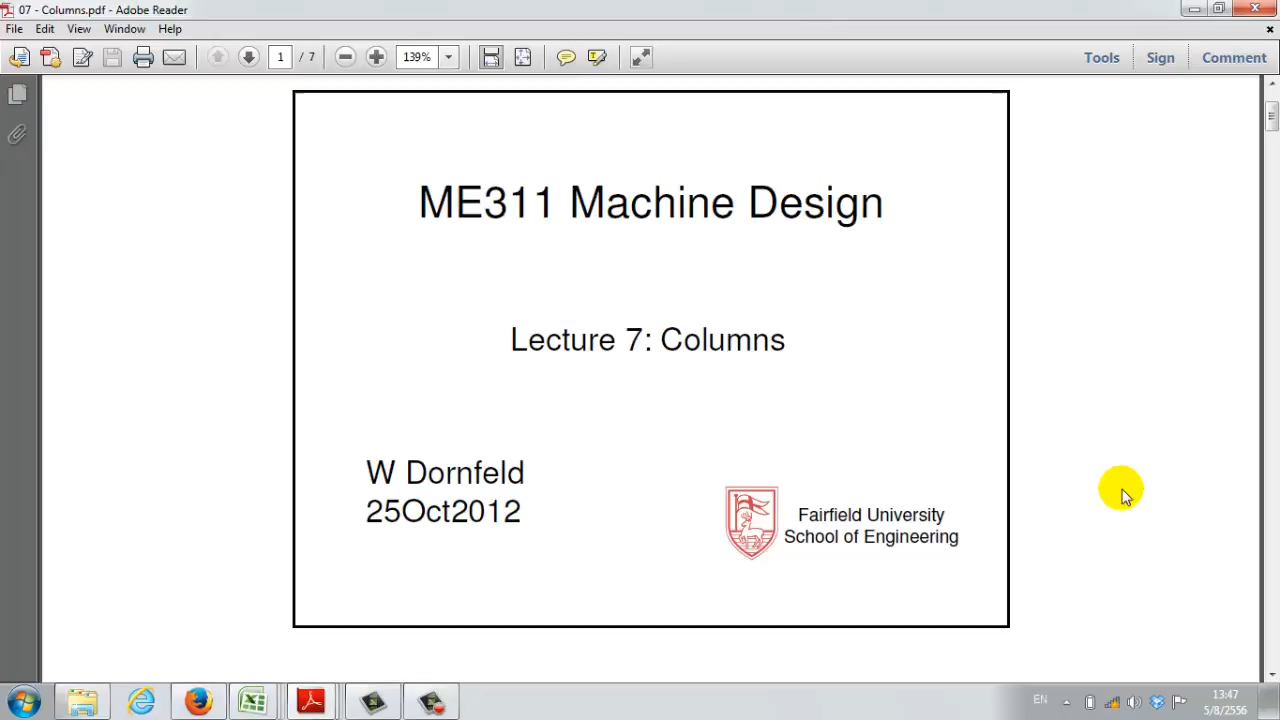 07 - Columns.pdf - Adobe Reader
File Edit View Window Help
1 / 7 139% Tools Sign Comment
ME311 Machine Design
Lecture 7: Columns
W Dornfeld
25Oct2012
Fairfield University
School of Engineering
EN 13:47
5/8/2556